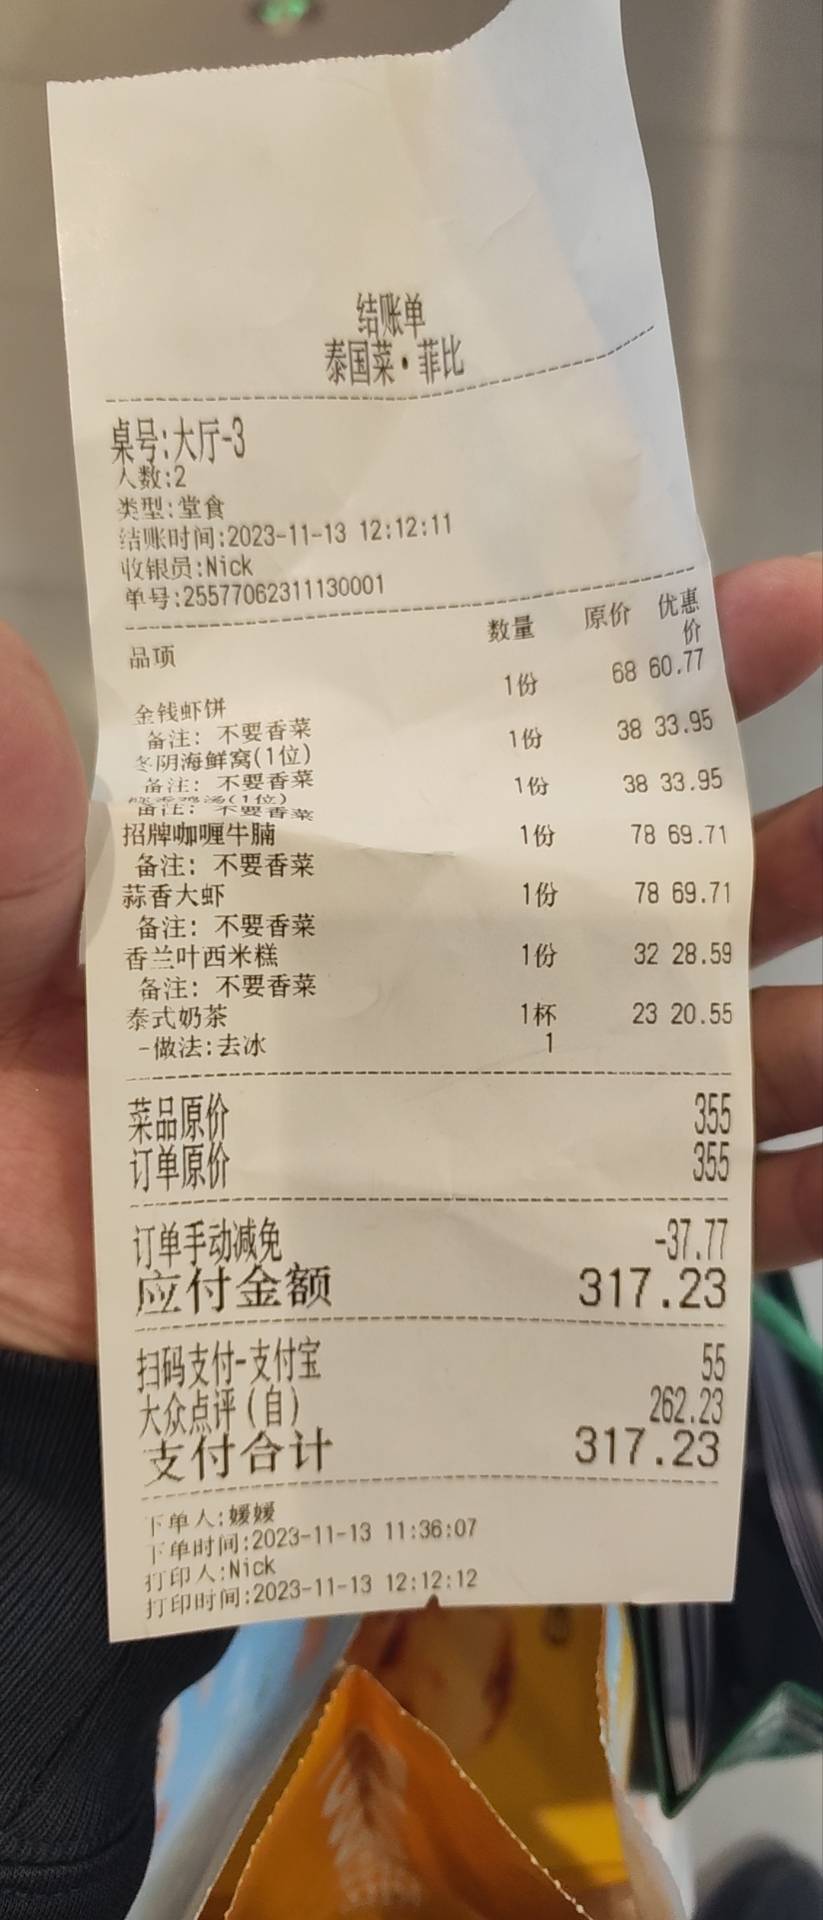 结账单
泰国菜·菲比
桌号:大厅-3
人数:2
类型:堂食
结账时间:2023-11-13 12:12:11
收银员:Nick
单号:25577062311130001
品项 数量 原价 优惠价
金钱虾饼 1份 68 60.77
备注: 不要香菜
冬阴海鲜窝(1位) 1份 38 33.95
备注: 不要香菜
汤(1位) 1份 38 33.95
备注: 不要香菜
招牌咖喱牛腩 1份 78 69.71
备注: 不要香菜
蒜香大虾 1份 78 69.71
备注: 不要香菜
香兰叶西米糕 1份 32 28.59
备注: 不要香菜
泰式奶茶 1杯 23 20.55
-做法:去冰 1
菜品原价 355
订单原价 355
订单手动减免 -37.77
应付金额 317.23
扫码支付-支付宝 55
大众点评(自) 262.23
支付合计 317.23
下单人:媛媛
下单时间:2023-11-13 11:36:07
打印人:Nick
打印时间:2023-11-13 12:12:12